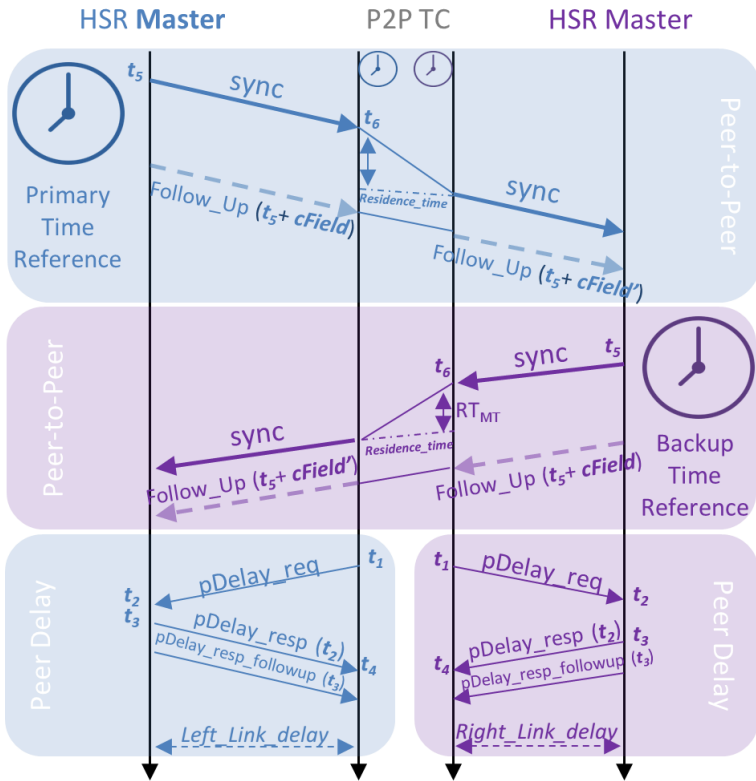 HSR Master
P2P TC
HSR Master
t5
sync
t6
Peer-to-Peer
Primary
Time
Reference
Follow_Up (t5+ cField)
Residence_time
sync
Follow_Up (t5+ cField')
Peer-to-Peer
t5
sync
t6
RTMT
sync
Residence_time
Follow_Up (t5+ cField')
Follow_Up (t5+ cField)
Backup
Time
Reference
Peer Delay
t1
pDelay_req
t2
t3
pDelay_resp (t2)
pDelay_resp_followup (t3)
t4
Left_Link_delay
t1
pDelay_req
t2
t3
pDelay_resp (t2)
t4
pDelay_resp_followup (t3)
Right_Link_delay
Peer Delay